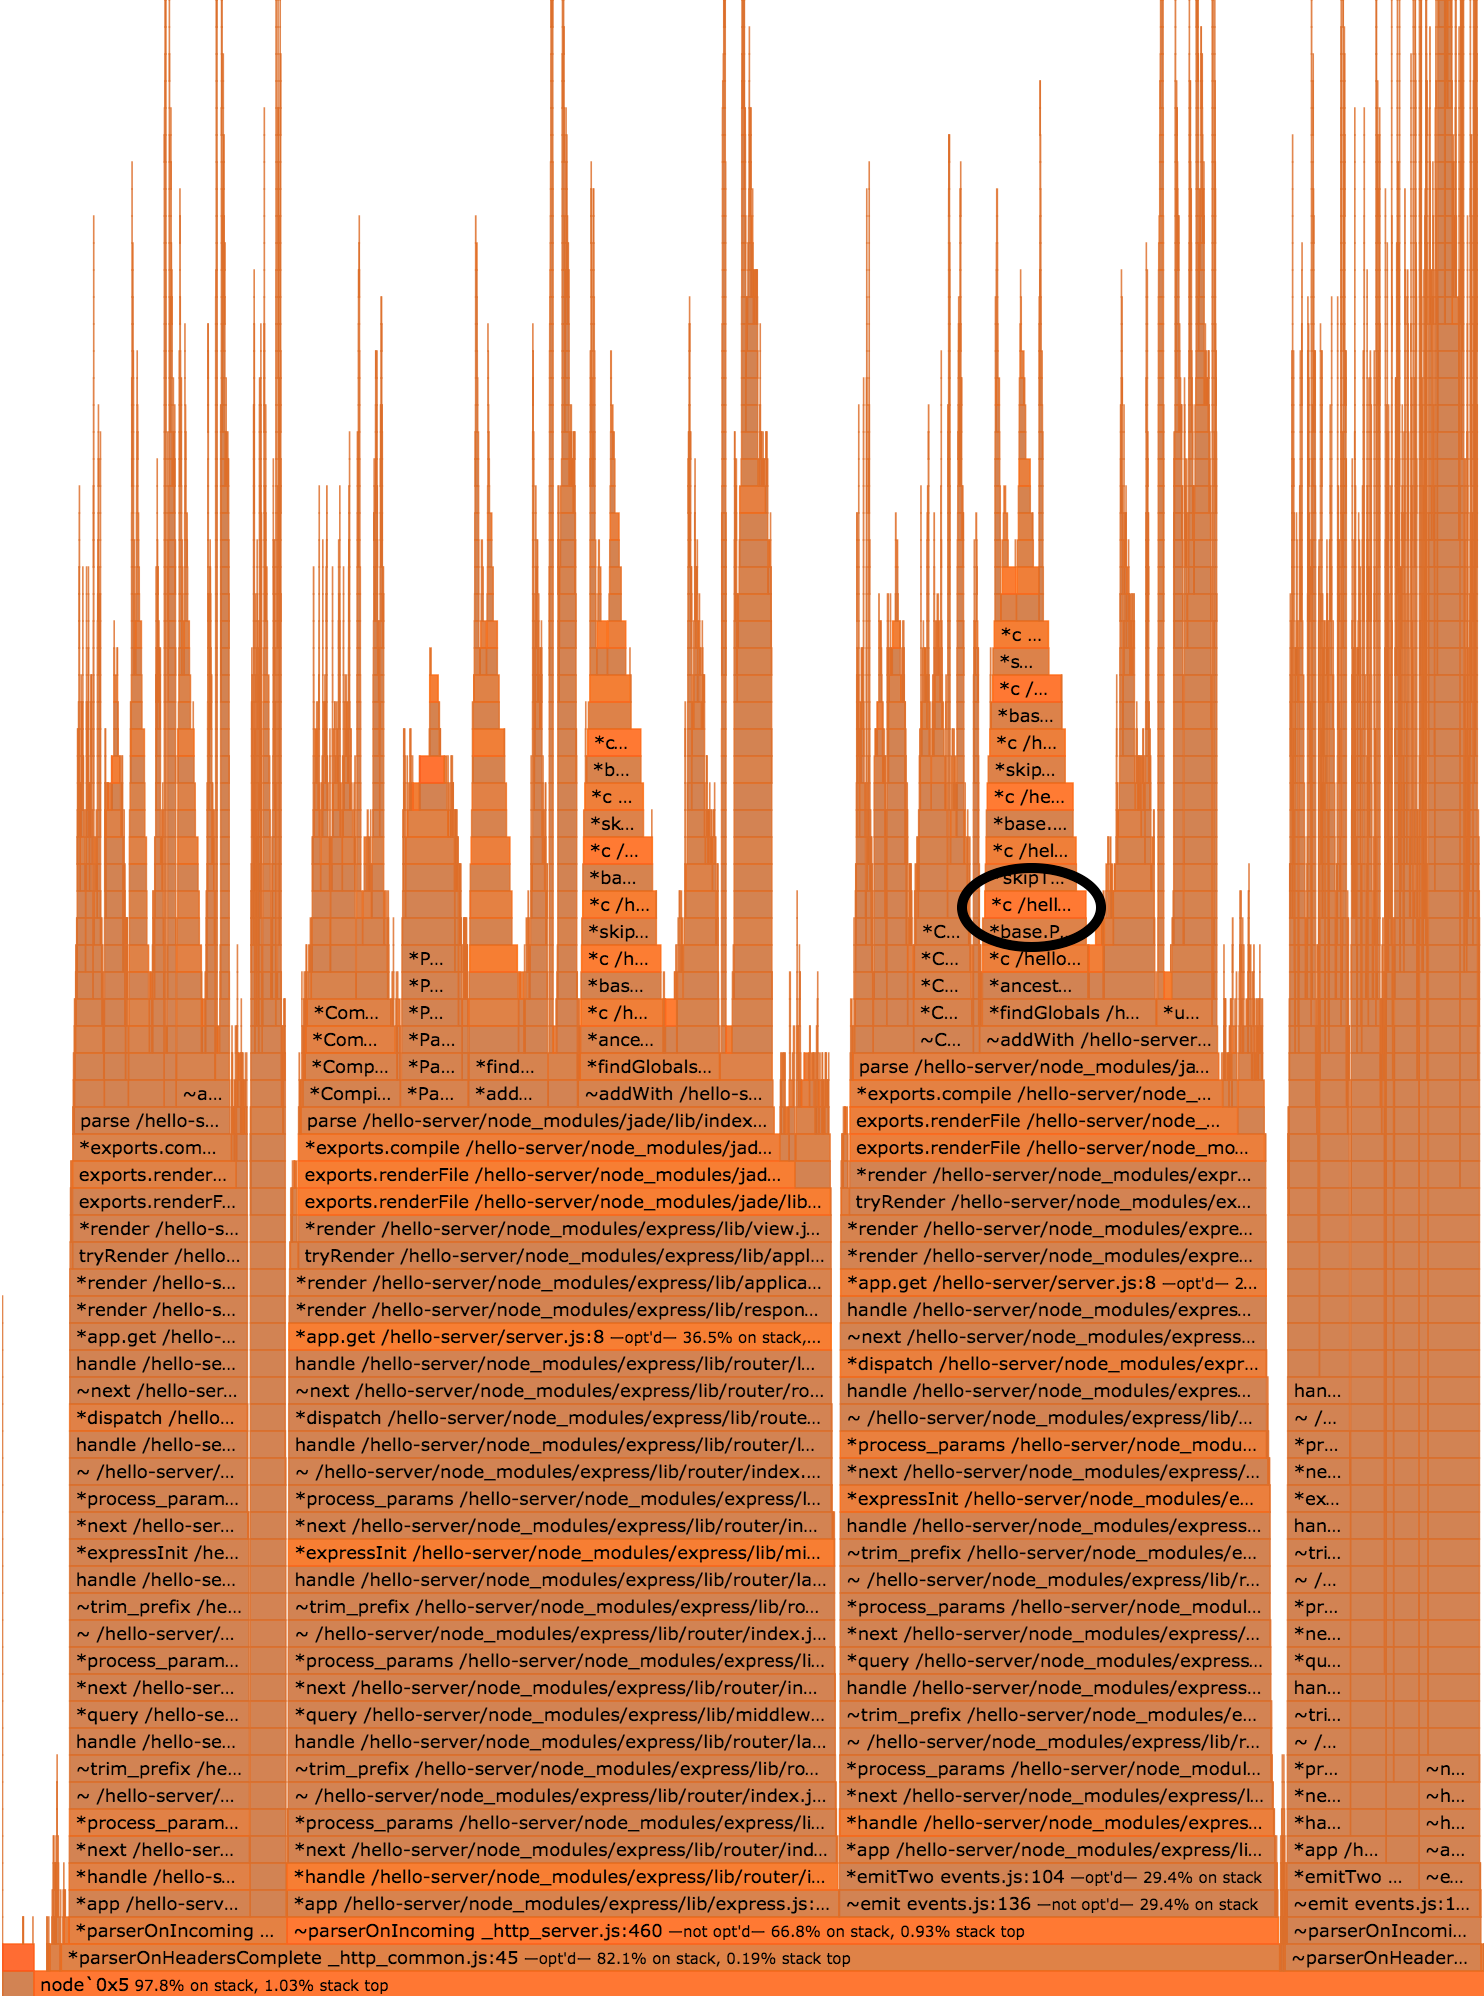 *c ...
*s...
*c /...
*bas...
*c... *c /h...
*b... *skip...
*c ... *c /he...
*sk... *base....
*c /... *c /hel...
*ba... skipT...
*c /h... *c /hell...
*skip... *C... *base.P...
*P... *c /h... *C... *c /hello...
*P... *bas... *C... *ancest...
*Com... *P... *c /h... *C... *findGlobals /h... *u...
*Com... *Pa... *ance... ~C... ~addWith /hello-server...
*Comp... *Pa... *find... *findGlobals... parse /hello-server/node_modules/ja...
~a... *Compi... *Pa... *add... ~addWith /hello-s... *exports.compile /hello-server/node_...
parse /hello-s... parse /hello-server/node_modules/jade/lib/index... exports.renderFile /hello-server/node_...
*exports.com... *exports.compile /hello-server/node_modules/jad... exports.renderFile /hello-server/node_mo...
exports.render... exports.renderFile /hello-server/node_modules/jad... *render /hello-server/node_modules/expr...
exports.renderF... exports.renderFile /hello-server/node_modules/jade/lib... tryRender /hello-server/node_modules/ex...
*render /hello-s... *render /hello-server/node_modules/express/lib/view.j... *render /hello-server/node_modules/expre...
tryRender /hello... tryRender /hello-server/node_modules/express/lib/appl... *render /hello-server/node_modules/expre...
*render /hello-s... *render /hello-server/node_modules/express/lib/applica... *app.get /hello-server/server.js:8 —opt'd— 2...
*render /hello-s... *render /hello-server/node_modules/express/lib/respon... handle /hello-server/node_modules/expres...
*app.get /hello-... *app.get /hello-server/server.js:8 —opt'd— 36.5% on stack,... ~next /hello-server/node_modules/express...
handle /hello-se... handle /hello-server/node_modules/express/lib/router/l... *dispatch /hello-server/node_modules/expr...
~next /hello-ser... ~next /hello-server/node_modules/express/lib/router/ro... handle /hello-server/node_modules/expres... han...
*dispatch /hello... *dispatch /hello-server/node_modules/express/lib/route... ~ /hello-server/node_modules/express/lib/... ~ /...
handle /hello-se... handle /hello-server/node_modules/express/lib/router/l... *process_params /hello-server/node_modu... *pr...
~ /hello-server/... ~ /hello-server/node_modules/express/lib/router/index.... *next /hello-server/node_modules/express/... *ne...
*process_param... *process_params /hello-server/node_modules/express/l... *expressInit /hello-server/node_modules/e... *ex...
*next /hello-ser... *next /hello-server/node_modules/express/lib/router/in... handle /hello-server/node_modules/express... han...
*expressInit /he... *expressInit /hello-server/node_modules/express/lib/mi... ~trim_prefix /hello-server/node_modules/e... ~tri...
handle /hello-se... handle /hello-server/node_modules/express/lib/router/la... ~ /hello-server/node_modules/express/lib/r... ~ /...
~trim_prefix /he... ~trim_prefix /hello-server/node_modules/express/lib/ro... *process_params /hello-server/node_modul... *pr...
~ /hello-server/... ~ /hello-server/node_modules/express/lib/router/index.j... *next /hello-server/node_modules/express/... *ne...
*process_param... *process_params /hello-server/node_modules/express/li... *query /hello-server/node_modules/express... *qu...
*next /hello-ser... *next /hello-server/node_modules/express/lib/router/in... handle /hello-server/node_modules/expres... han...
*query /hello-se... *query /hello-server/node_modules/express/lib/middlew... ~trim_prefix /hello-server/node_modules/e... ~tri...
handle /hello-se... handle /hello-server/node_modules/express/lib/router/la... ~ /hello-server/node_modules/express/lib/r... ~ /...
~trim_prefix /he... ~trim_prefix /hello-server/node_modules/express/lib/ro... *process_params /hello-server/node_modul... *pr... ~n...
~ /hello-server/... ~ /hello-server/node_modules/express/lib/router/index.j... *next /hello-server/node_modules/express/l... *ne... ~h...
*process_param... *process_params /hello-server/node_modules/express/li... *handle /hello-server/node_modules/expres... *ha... ~h...
*next /hello-ser... *next /hello-server/node_modules/express/lib/router/ind... *app /hello-server/node_modules/express/li... *app /h... ~a...
*handle /hello-s... *handle /hello-server/node_modules/express/lib/router/i... *emitTwo events.js:104 —opt'd— 29.4% on stack *emitTwo ... ~e...
*app /hello-serv... *app /hello-server/node_modules/express/lib/express.js:... ~emit events.js:136 —not opt'd— 29.4% on stack ~emit events.js:1...
*parserOnIncoming ... ~parserOnIncoming _http_server.js:460 —not opt'd— 66.8% on stack, 0.93% stack top ~parserOnIncomi...
*parserOnHeadersComplete _http_common.js:45 —opt'd— 82.1% on stack, 0.19% stack top ~parserOnHeader...
node`0x5 97.8% on stack, 1.03% stack top